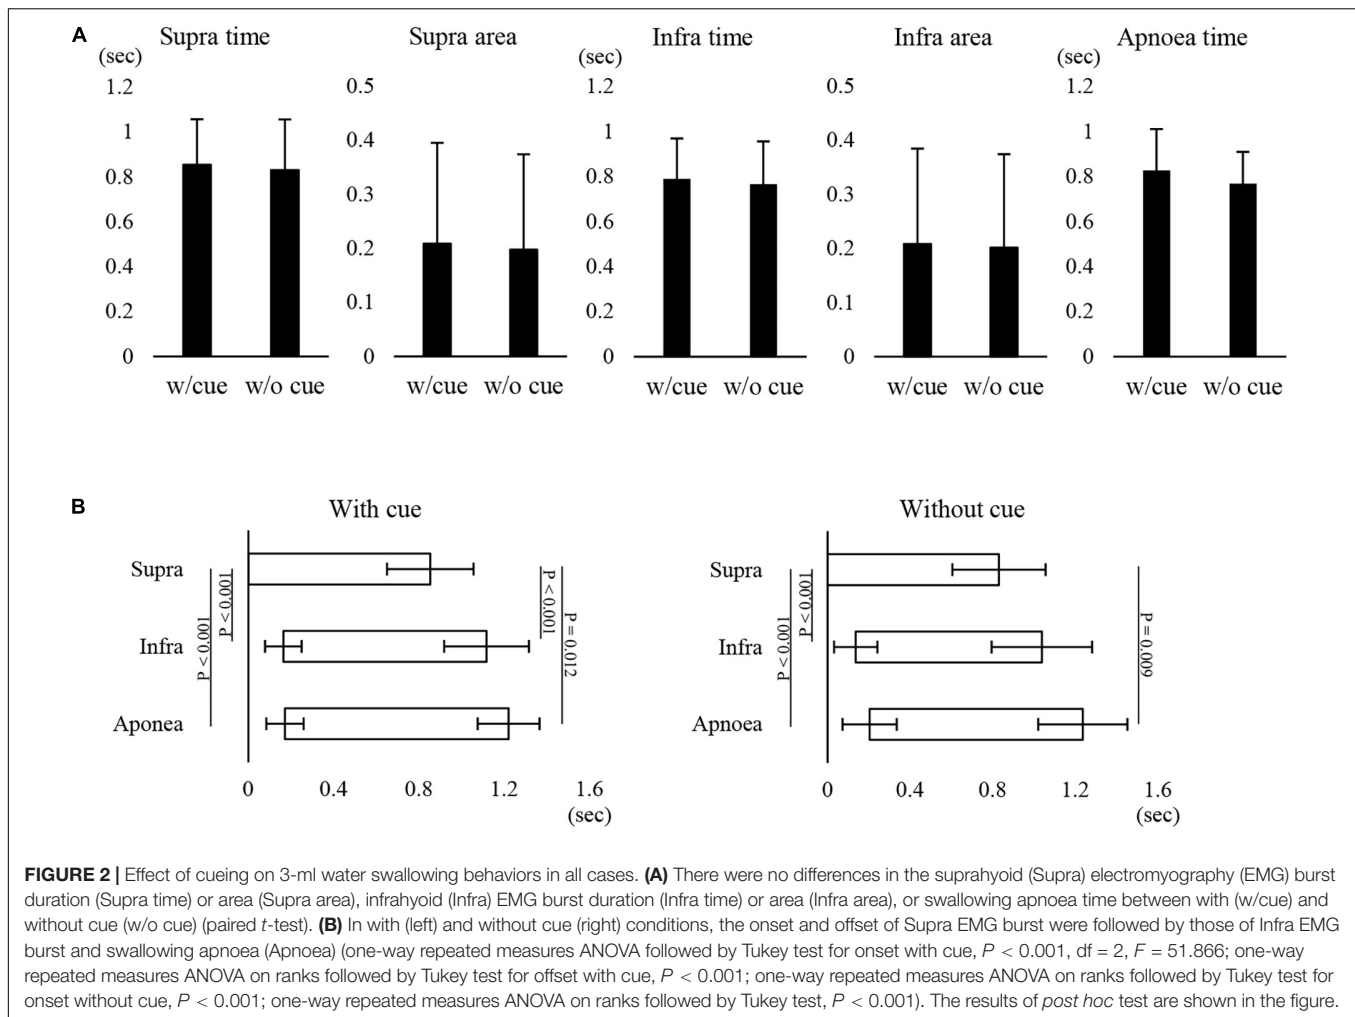 A
Supra time
Supra area
Infra time
Infra area
Apnoea time
(sec)
(sec)
(sec)
1.2
1
0.8
0.6
0.4
0.2
0
w/cue w/o cue
0.5
0.4
0.3
0.2
0.1
0
w/cue w/o cue
1.2
1
0.8
0.6
0.4
0.2
0
w/cue w/o cue
0.5
0.4
0.3
0.2
0.1
0
w/cue w/o cue
1.2
1
0.8
0.6
0.4
0.2
0
w/cue w/o cue
B
With cue
Supra
Infra
Aponea
P < 0.001
P < 0.001
P < 0.001
P = 0.012
0 0.4 0.8 1.2 1.6
(sec)
Without cue
Supra
Infra
Apnoea
P < 0.001
P < 0.001
P = 0.009
0 0.4 0.8 1.2 1.6
(sec)
FIGURE 2 | Effect of cueing on 3-ml water swallowing behaviors in all cases. (A) There were no differences in the suprahyoid (Supra) electromyography (EMG) burst
duration (Supra time) or area (Supra area), infrahyoid (Infra) EMG burst duration (Infra time) or area (Infra area), or swallowing apnoea time between with (w/cue) and
without cue (w/o cue) (paired t-test). (B) In with (left) and without cue (right) conditions, the onset and offset of Supra EMG burst were followed by those of Infra EMG
burst and swallowing apnoea (Apnoea) (one-way repeated measures ANOVA followed by Tukey test for onset with cue, P < 0.001, df = 2, F = 51.866; one-way
repeated measures ANOVA on ranks followed by Tukey test for offset with cue, P < 0.001; one-way repeated measures ANOVA on ranks followed by Tukey test for
onset without cue, P < 0.001; one-way repeated measures ANOVA on ranks followed by Tukey test, P < 0.001). The results of post hoc test are shown in the figure.